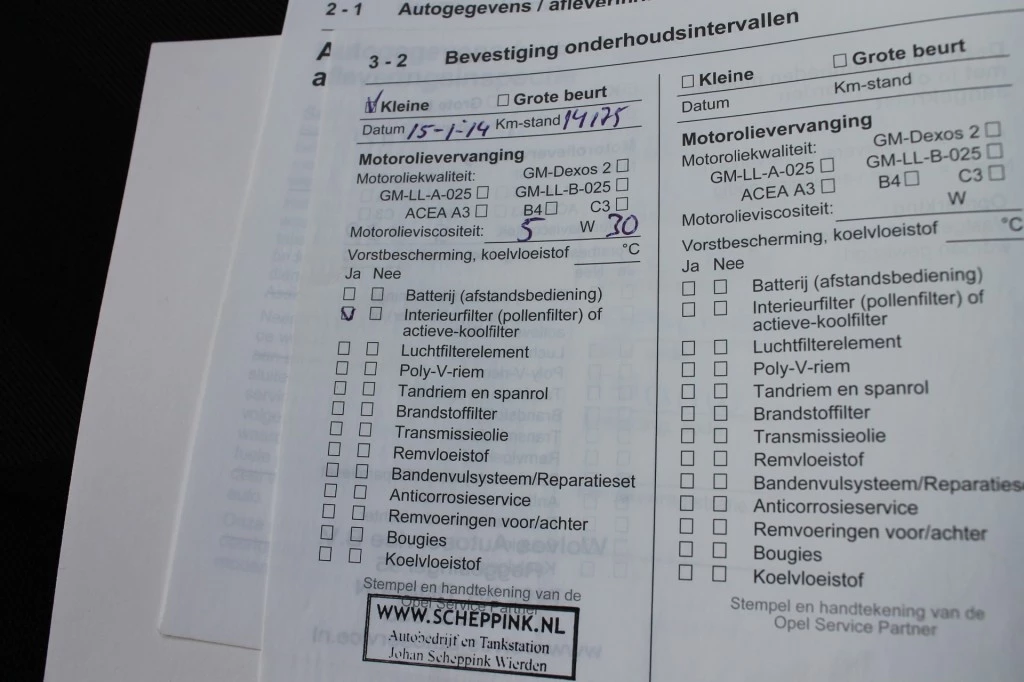 2 - 1 Autogegevens /
3 - 2 Bevestiging onderhoudsintervallen
Kleine Grote beurt
Datum 15-1-14 Km-stand 14175
Motorolievervanging
Motoroliekwaliteit: GM-Dexos 2
GM-LL-A-025 GM-LL-B-025
ACEA A3 B4 C3
Motorolieviscositeit: 5 W 30
Vorstbescherming, koelvloeistof °C
Ja Nee
Batterij (afstandsbediening)
Interieurfilter (pollenfilter) of
actieve-koolfilter
Luchtfilterelement
Poly-V-riem
Tandriem en spanrol
Brandstoffilter
Transmissieolie
Remvloeistof
Bandenvulsysteem/Reparatieset
Anticorrosieservice
Remvoeringen voor/achter
Bougies
Koelvloeistof
Stempel en handtekening van de
Opel Service Partner
WWW.SCHEPPINK.NL
Autobedrijf en Tankstation
Johan Scheppink Wierden
Kleine Grote beurt
Datum Km-stand
Motorolievervanging
Motoroliekwaliteit: GM-Dexos 2
GM-LL-A-025 GM-LL-B-025
ACEA A3 B4 C3
Motorolieviscositeit: W
Vorstbescherming, koelvloeistof °C
Ja Nee
Batterij (afstandsbediening)
Interieurfilter (pollenfilter) of
actieve-koolfilter
Luchtfilterelement
Poly-V-riem
Tandriem en spanrol
Brandstoffilter
Transmissieolie
Remvloeistof
Bandenvulsysteem/Reparaties
Anticorrosieservice
Remvoeringen voor/achter
Bougies
Koelvloeistof
Stempel en handtekening van de
Opel Service Partner